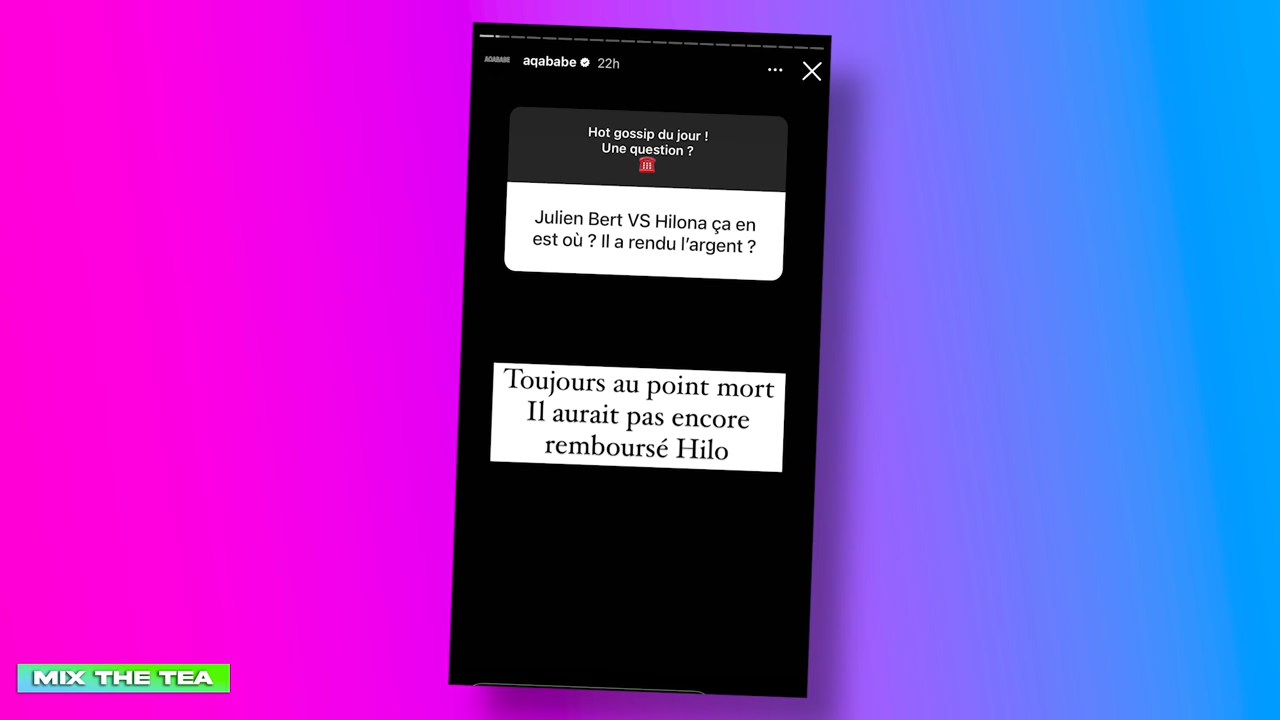 AQABABE
aqababe 22h
Hot gossip du jour !
Une question ?
Julien Bert VS Hilona ça en
est où ? Il a rendu l’argent ?
Toujours au point mort
Il aurait pas encore
remboursé Hilo
MIX THE TEA